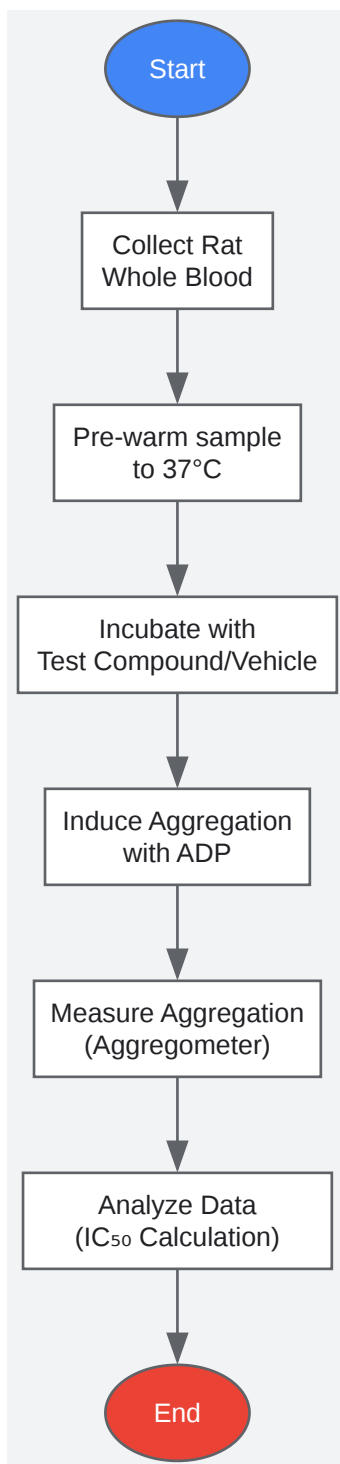 Start
Collect Rat
Whole Blood
Pre-warm sample
to 37°C
Incubate with
Test Compound/Vehicle
Induce Aggregation
with ADP
Measure Aggregation
(Aggregometer)
Analyze Data
(IC₅₀ Calculation)
End